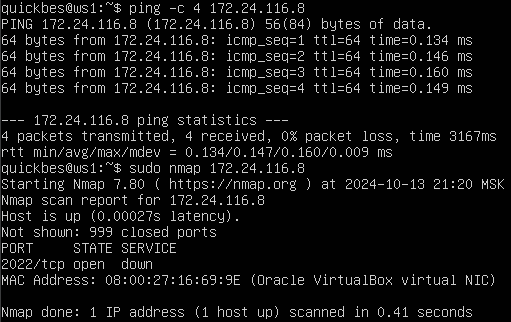 quickbes@ws1:~$ ping -c 4 172.24.116.8
PING 172.24.116.8 (172.24.116.8) 56(84) bytes of data.
64 bytes from 172.24.116.8: icmp_seq=1 ttl=64 time=0.134 ms
64 bytes from 172.24.116.8: icmp_seq=2 ttl=64 time=0.146 ms
64 bytes from 172.24.116.8: icmp_seq=3 ttl=64 time=0.160 ms
64 bytes from 172.24.116.8: icmp_seq=4 ttl=64 time=0.149 ms

--- 172.24.116.8 ping statistics ---
4 packets transmitted, 4 received, 0% packet loss, time 3167ms
rtt min/avg/max/mdev = 0.134/0.147/0.160/0.009 ms
quickbes@ws1:~$ sudo nmap 172.24.116.8
Starting Nmap 7.80 ( https://nmap.org ) at 2024-10-13 21:20 MSK
Nmap scan report for 172.24.116.8
Host is up (0.00027s latency).
Not shown: 999 closed ports
PORT     STATE SERVICE
2022/tcp open  down
MAC Address: 08:00:27:16:69:9E (Oracle VirtualBox virtual NIC)

Nmap done: 1 IP address (1 host up) scanned in 0.41 seconds